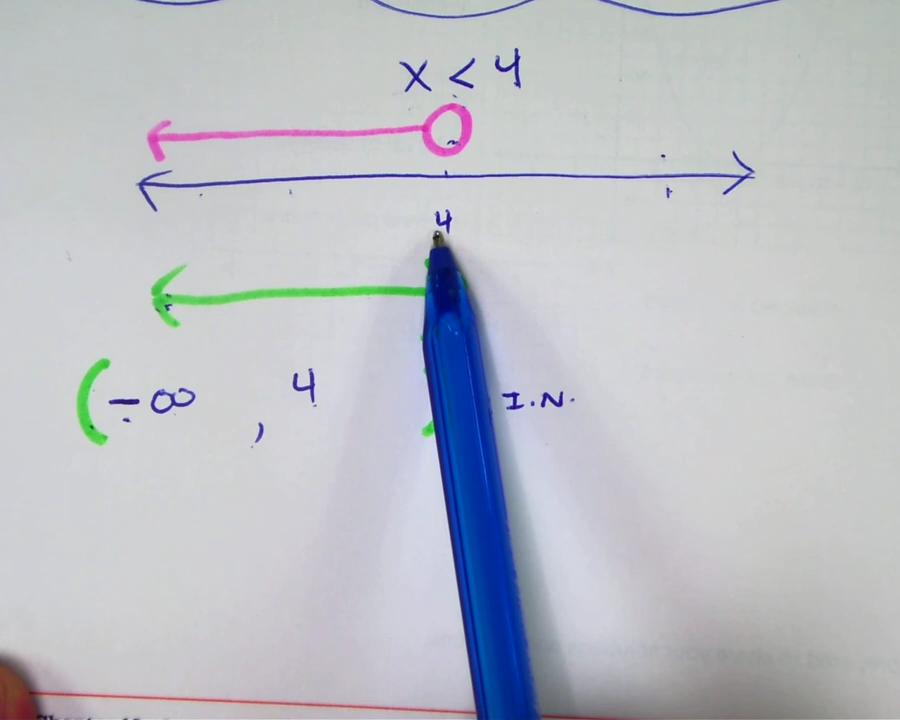 x < 4
4
(-∞ , 4 ) I.N.